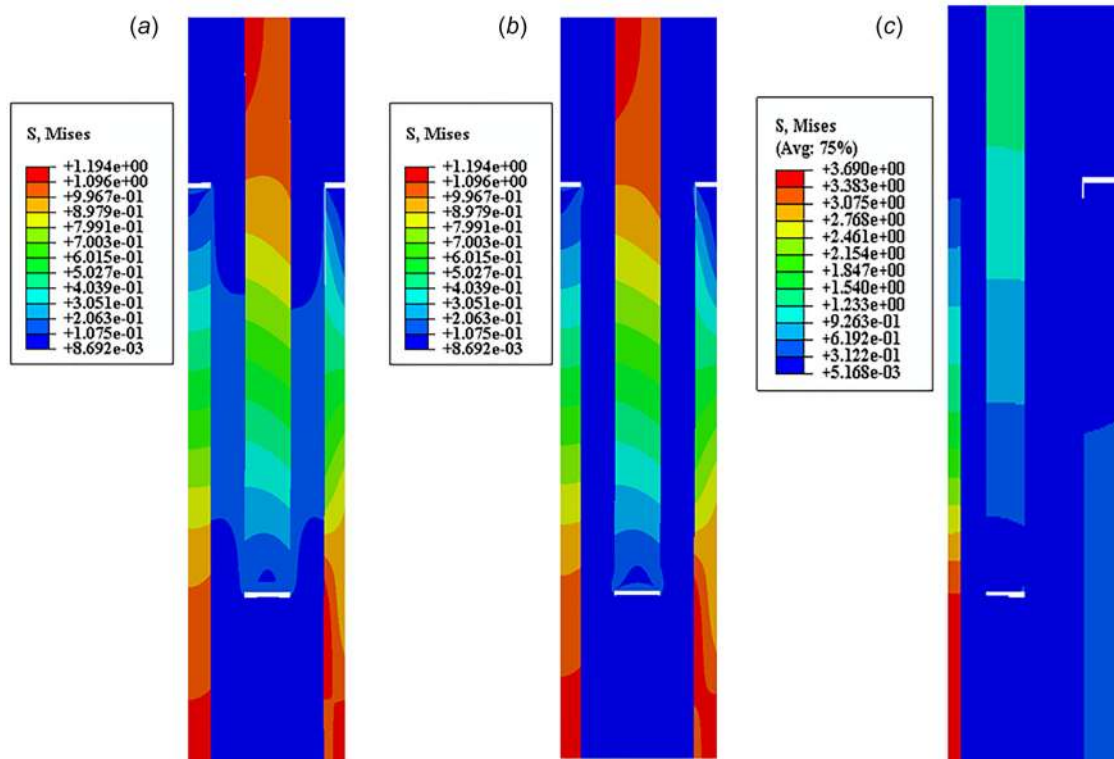 (a)
S, Mises
+1.194e+00
+1.096e+00
+9.967e-01
+8.979e-01
+7.991e-01
+7.003e-01
+6.015e-01
+5.027e-01
+4.039e-01
+3.051e-01
+2.063e-01
+1.075e-01
+8.692e-03
(b)
S, Mises
+1.194e+00
+1.096e+00
+9.967e-01
+8.979e-01
+7.991e-01
+7.003e-01
+6.015e-01
+5.027e-01
+4.039e-01
+3.051e-01
+2.063e-01
+1.075e-01
+8.692e-03
(c)
S, Mises
(Avg: 75%)
+3.690e+00
+3.383e+00
+3.075e+00
+2.768e+00
+2.461e+00
+2.154e+00
+1.847e+00
+1.540e+00
+1.233e+00
+9.263e-01
+6.192e-01
+3.122e-01
+5.168e-03